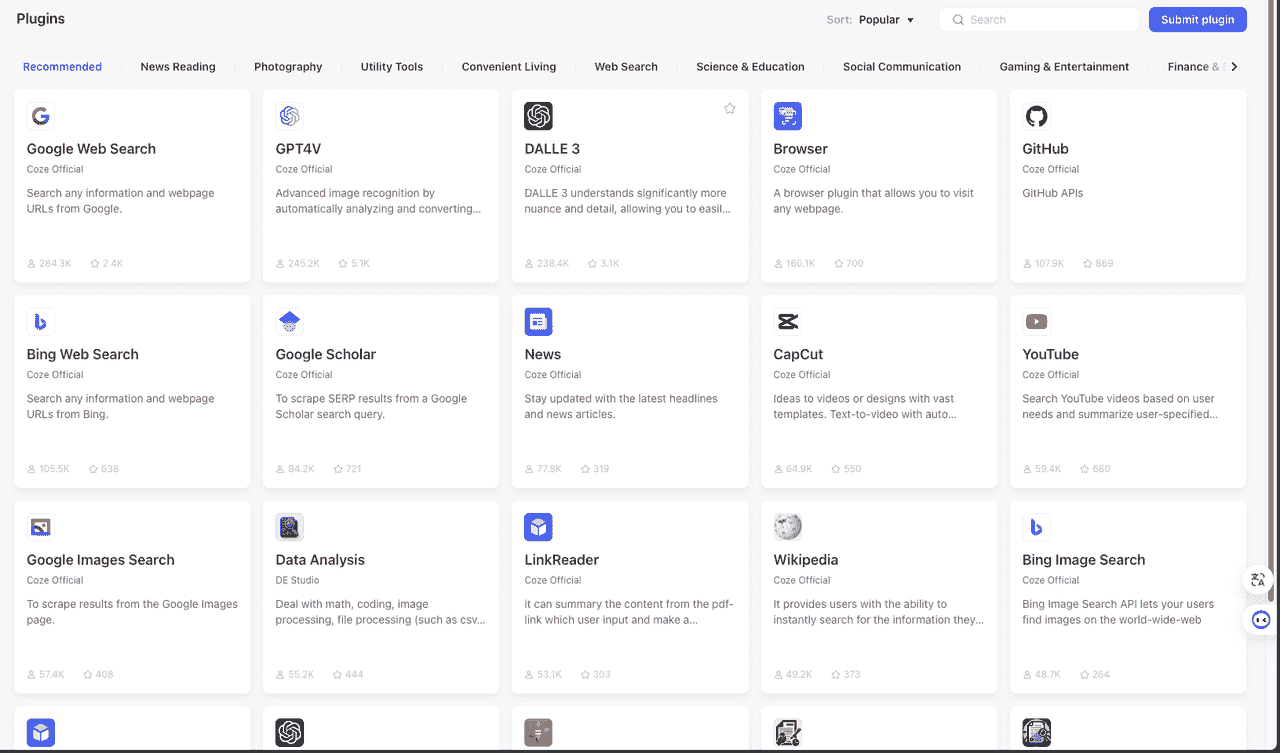 Plugins
Sort: Popular
Search
Submit plugin
Recommended
News Reading
Photography
Utility Tools
Convenient Living
Web Search
Science & Education
Social Communication
Gaming & Entertainment
Finance &
Google Web Search
Coze Official
Search any information and webpage
URLs from Google.
284.3K 2.4K
GPT4V
Coze Official
Advanced image recognition by
automatically analyzing and converting...
245.2K 5.1K
DALLE 3
Coze Official
DALLE 3 understands significantly more
nuance and detail, allowing you to easil...
238.4K 3.1K
Browser
Coze Official
A browser plugin that allows you to visit
any webpage.
160.1K 700
GitHub
Coze Official
GitHub APIs
107.9K 869
Bing Web Search
Coze Official
Search any information and webpage
URLs from Bing.
105.5K 638
Google Scholar
Coze Official
To scrape SERP results from a Google
Scholar search query.
84.2K 721
News
Coze Official
Stay updated with the latest headlines
and news articles.
77.8K 319
CapCut
Coze Official
Ideas to videos or designs with vast
templates. Text-to-video with auto...
64.9K 550
YouTube
Coze Official
Search YouTube videos based on user
needs and summarize user-specified...
59.4K 660
Google Images Search
Coze Official
To scrape results from the Google Images
page.
57.4K 408
Data Analysis
DE Studio
Deal with math, coding, image
processing, file processing (such as csv...
55.2K 444
LinkReader
Coze Official
it can summary the content from the pdf-
link which user input and make a...
53.1K 303
Wikipedia
Coze Official
It provides users with the ability to
instantly search for the information they...
49.2K 373
Bing Image Search
Coze Official
Bing Image Search API lets your users
find images on the world-wide-web
48.7K 264